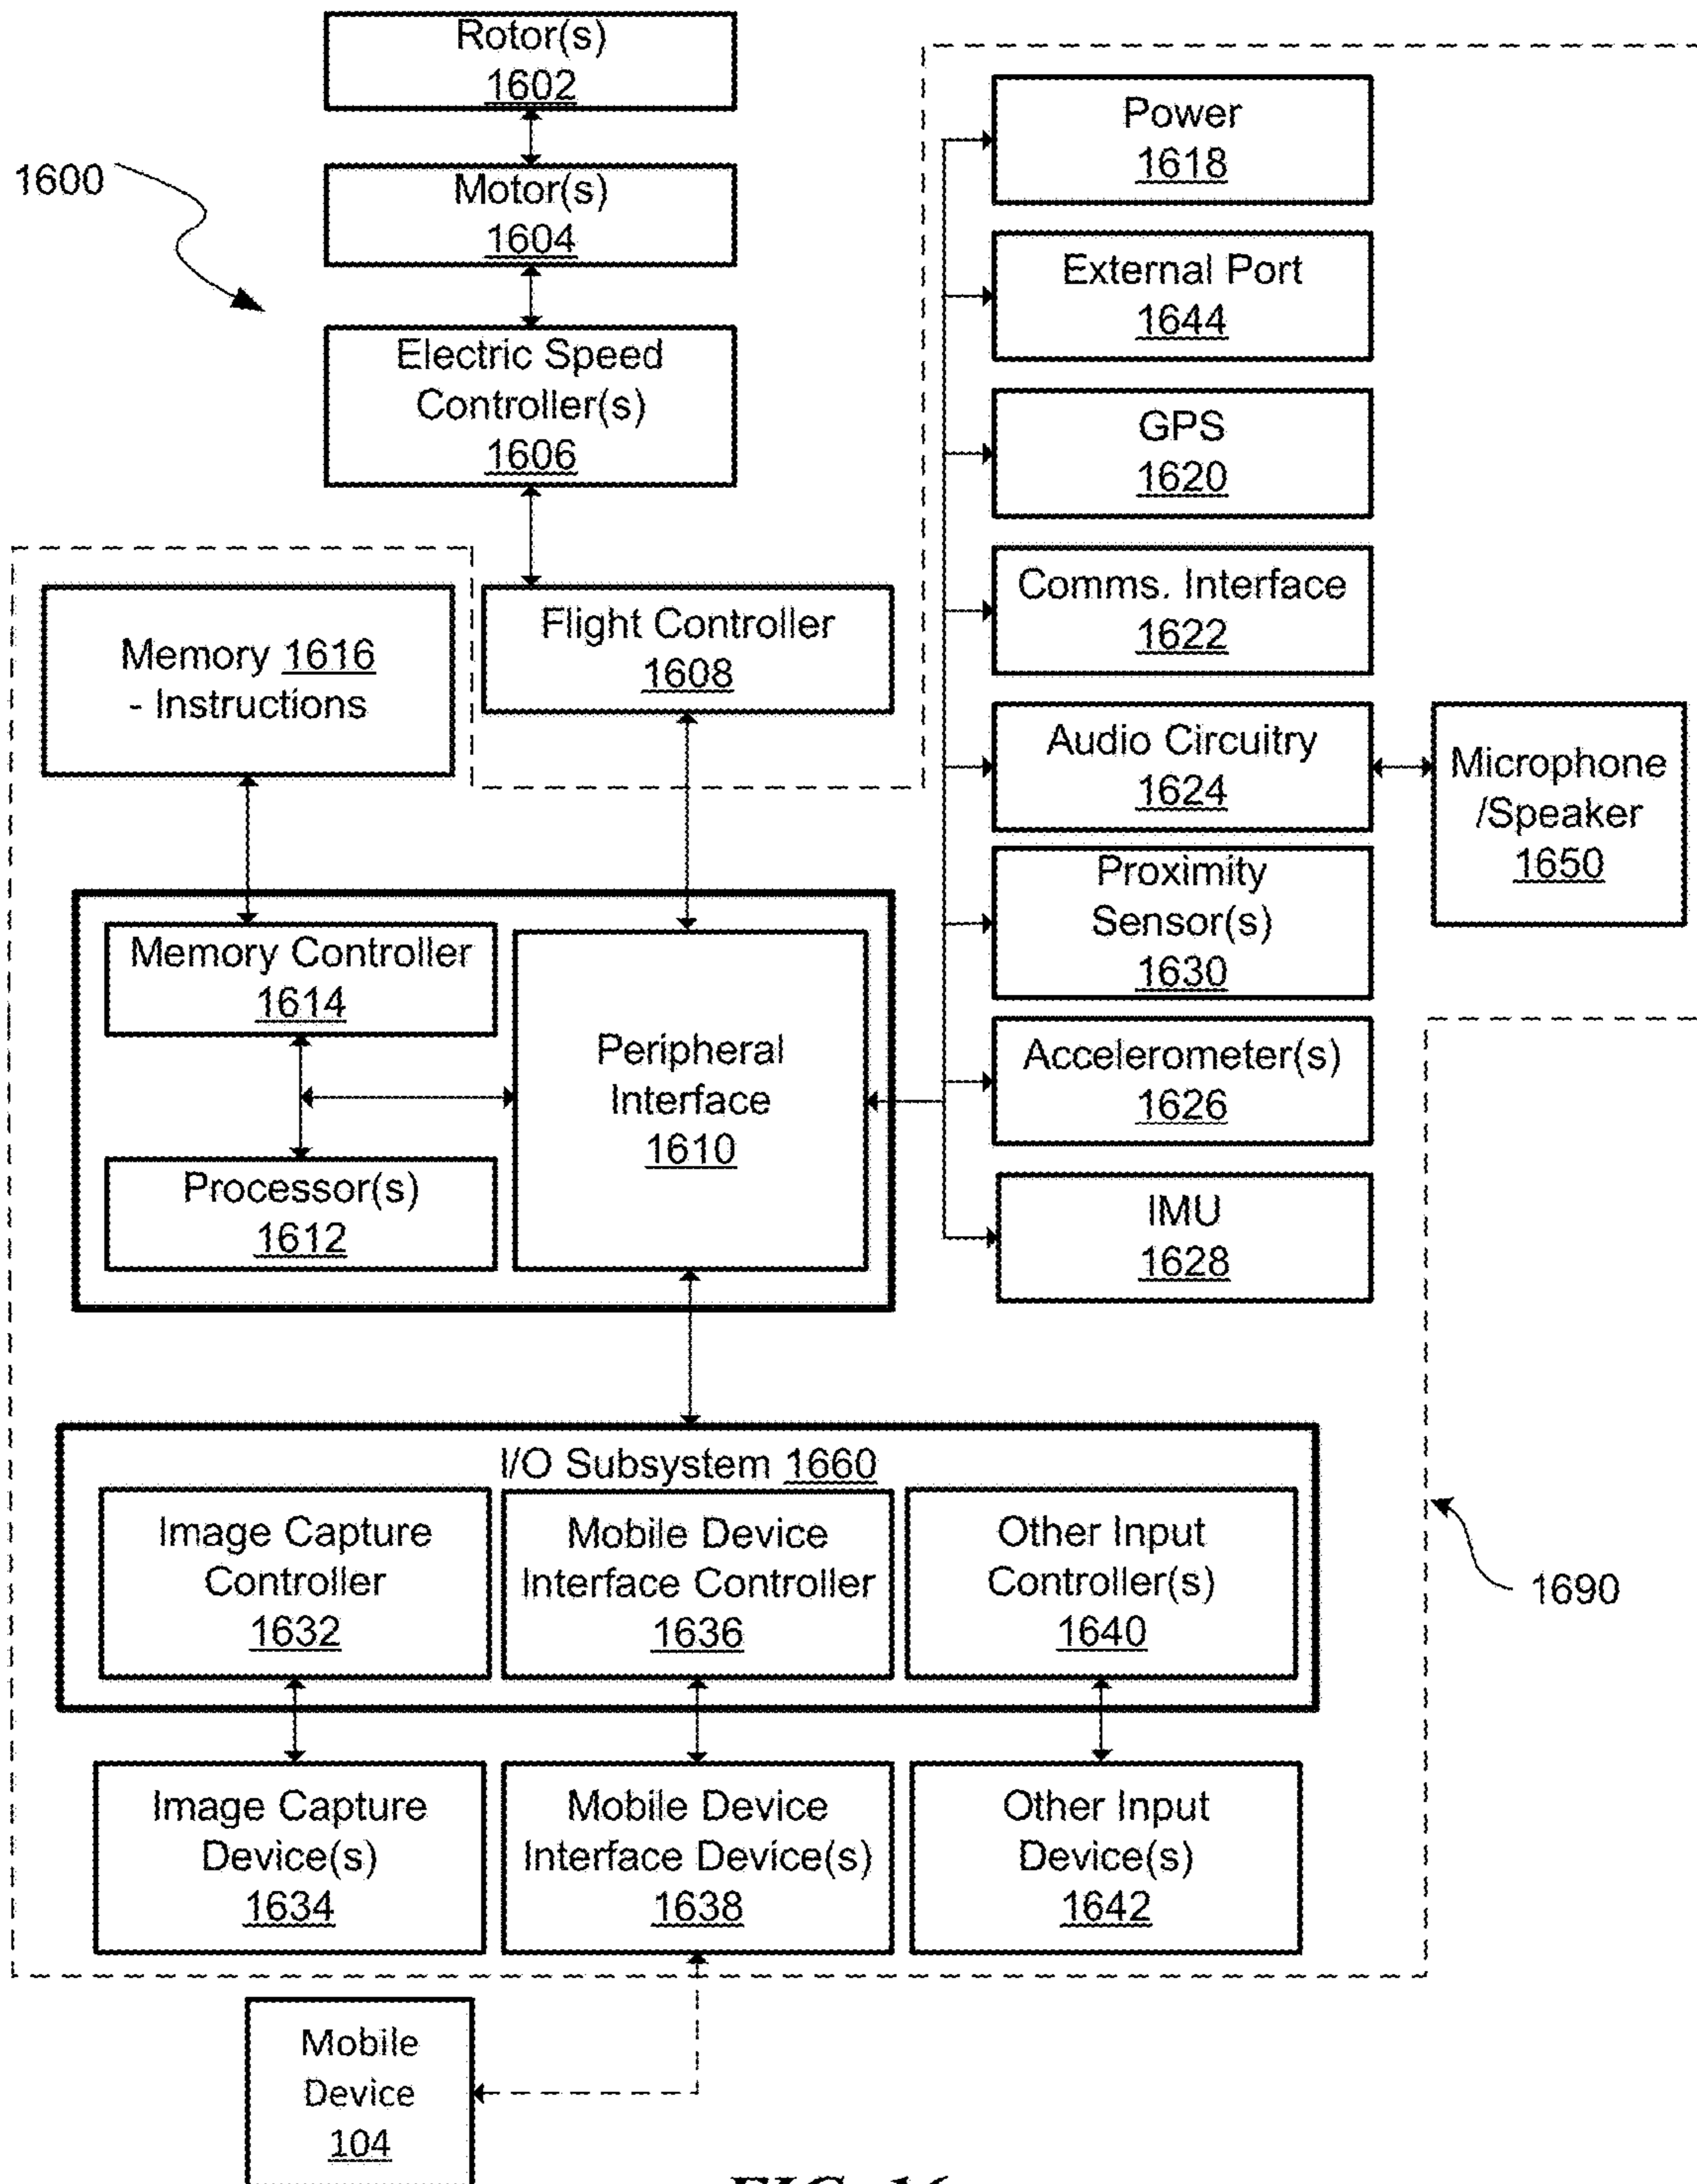 Rotor(s)
1602
1600
Motor(s)
1604
Electric Speed
Controller(s)
1606
Flight Controller
1608
Memory 1616
- Instructions
Memory Controller
1614
Processor(s)
1612
Peripheral
Interface
1610
Power
1618
External Port
1644
GPS
1620
Comms. Interface
1622
Audio Circuitry
1624
Microphone
/Speaker
1650
Proximity
Sensor(s)
1630
Accelerometer(s)
1626
IMU
1628
I/O Subsystem 1660
Image Capture
Controller
1632
Mobile Device
Interface Controller
1636
Other Input
Controller(s)
1640
1690
Image Capture
Device(s)
1634
Mobile Device
Interface Device(s)
1638
Other Input
Device(s)
1642
Mobile
Device
104